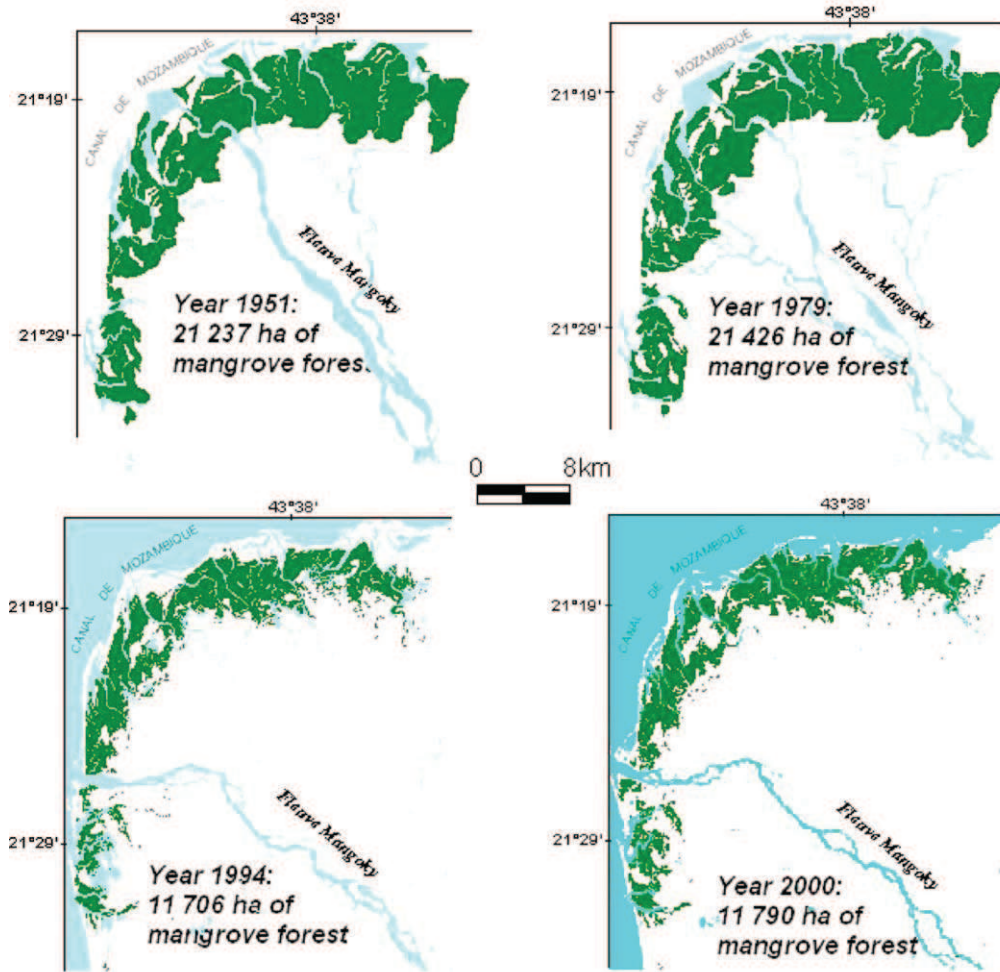 43°38'
CANAL DE MOZAMBIQUE
21°19'
Fleuve Mangoky
Year 1951:
21°29'
21 237 ha of
mangrove forest
43°38'
CANAL DE MOZAMBIQUE
21°19'
Fleuve Mangoky
Year 1979:
21°29'
21 426 ha of
mangrove forest
0 8km
43°38'
CANAL DE MOZAMBIQUE
21°19'
Fleuve Mangoky
21°29'
Year 1994:
11 706 ha of
mangrove forest
43°38'
CANAL DE MOZAMBIQUE
21°19'
Fleuve Mangoky
21°29'
Year 2000:
11 790 ha of
mangrove forest